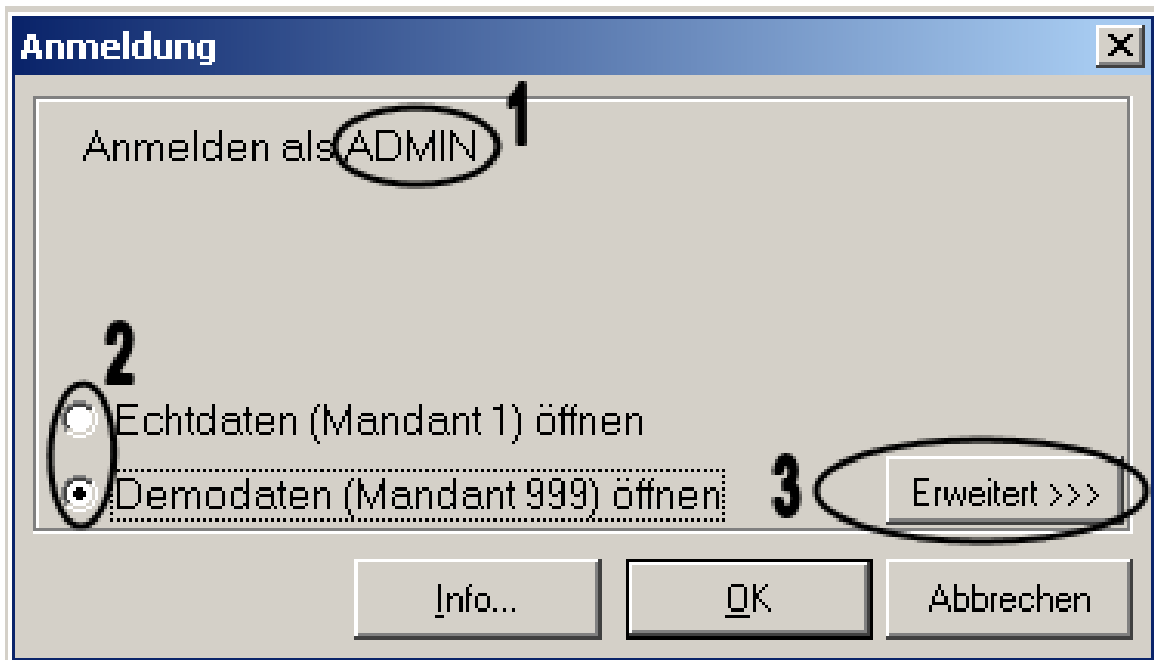 Anmeldung
1
Anmelden als ADMIN
2
Echtdaten (Mandant 1) öffnen
Demodaten (Mandant 999) öffnen
3
Erweitert >>>
Info...
OK
Abbrechen